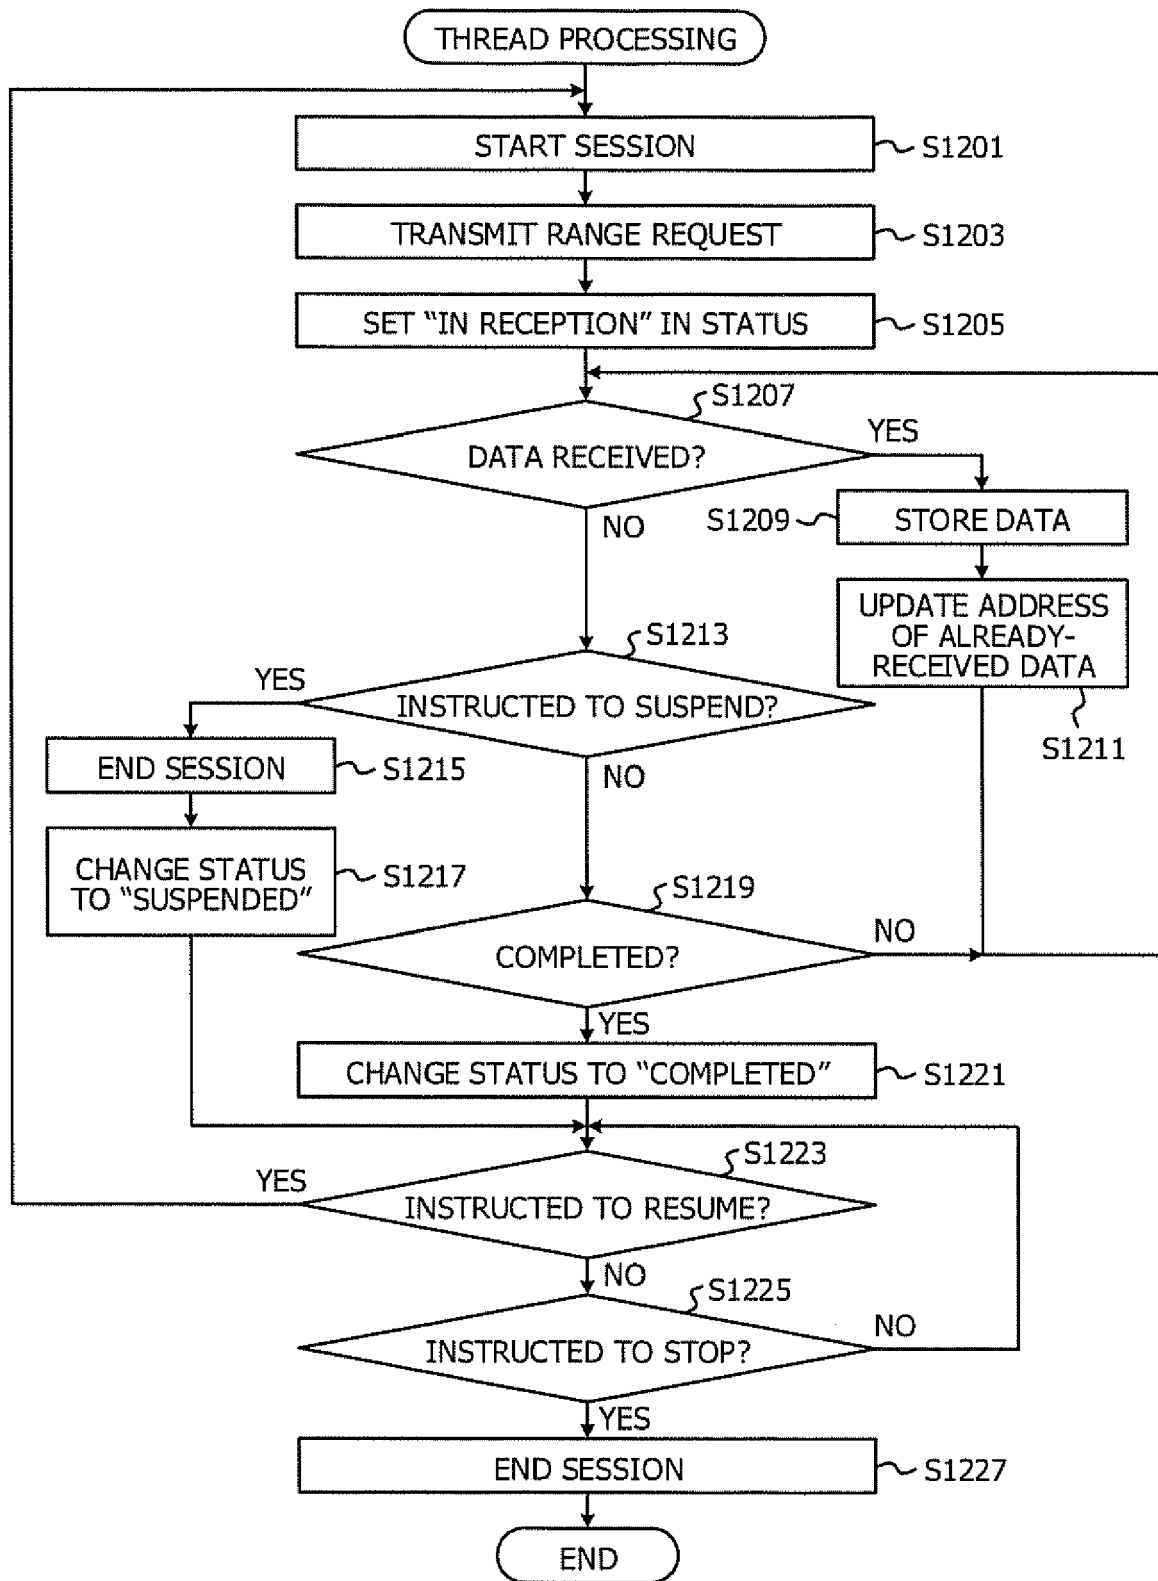 THREAD PROCESSING
START SESSION
S1201
TRANSMIT RANGE REQUEST
S1203
SET “IN RECEPTION” IN STATUS
S1205
S1207
DATA RECEIVED?
YES
NO
S1209
STORE DATA
UPDATE ADDRESS
OF ALREADY-
RECEIVED DATA
S1211
S1213
YES
INSTRUCTED TO SUSPEND?
NO
END SESSION
S1215
CHANGE STATUS
TO “SUSPENDED”
S1217
S1219
COMPLETED?
NO
YES
CHANGE STATUS TO “COMPLETED”
S1221
S1223
YES
INSTRUCTED TO RESUME?
NO
S1225
INSTRUCTED TO STOP?
NO
YES
END SESSION
S1227
END